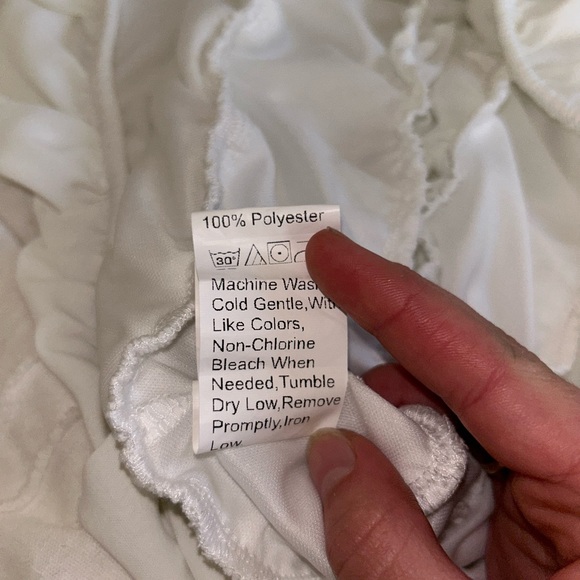 100% Polyester
30°
Machine Wash
Cold Gentle,With
Like Colors,
Non-Chlorine
Bleach When
Needed,Tumble
Dry Low,Remove
Promptly,Iron
Low